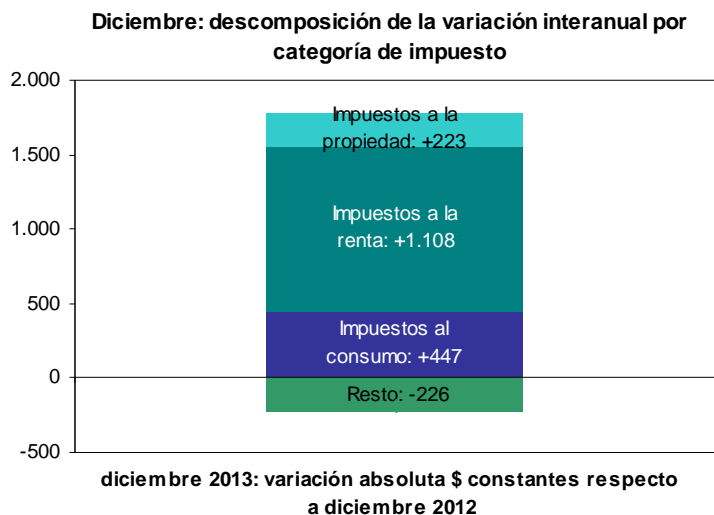 Diciembre: descomposición de la variación interanual por
categoría de impuesto
2.000
1.500
1.000
500
0
-500
Impuestos a la
propiedad: +223
Impuestos a la
renta: +1.108
Impuestos al
consumo: +447
Resto: -226
diciembre 2013: variación absoluta $ constantes respecto
a diciembre 2012